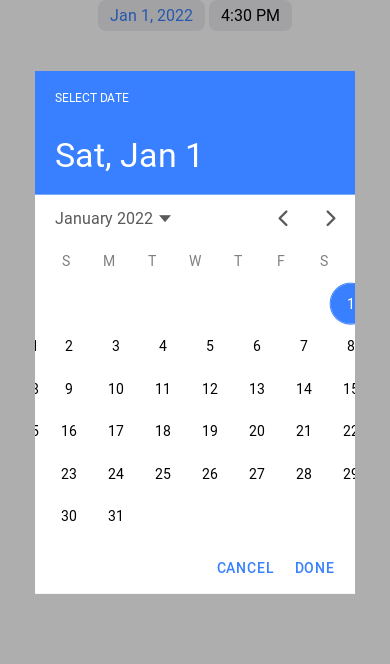 Jan 1, 2022 4:30 PM
SELECT DATE
Sat, Jan 1
January 2022
S M T W T F S
1
2 3 4 5 6 7 8
9 10 11 12 13 14 15
16 17 18 19 20 21 22
23 24 25 26 27 28 29
30 31
CANCEL DONE